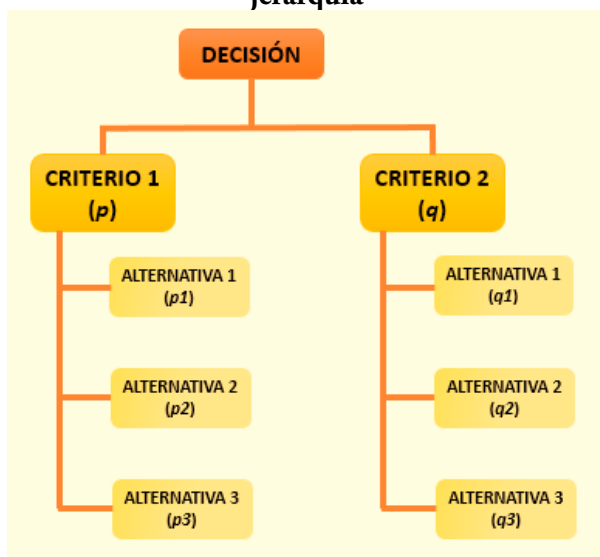 jerarquía
DECISIÓN
CRITERIO 1
(p)
ALTERNATIVA 1
(p1)
ALTERNATIVA 2
(p2)
ALTERNATIVA 3
(p3)
CRITERIO 2
(q)
ALTERNATIVA 1
(q1)
ALTERNATIVA 2
(q2)
ALTERNATIVA 3
(q3)